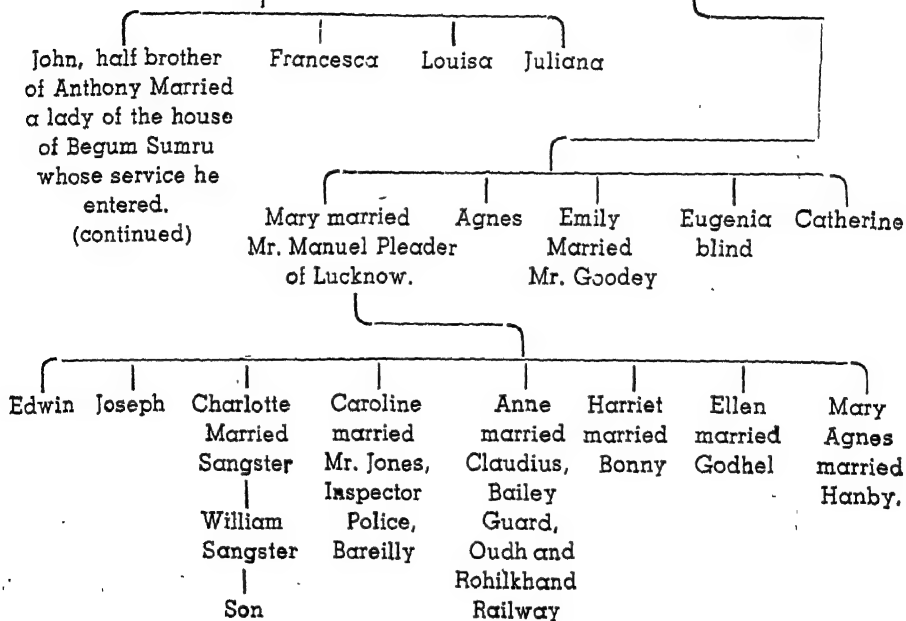 John, half brother
of Anthony Married
a lady of the house
of Begum Sumru
whose service he
entered.
(continued)
Francesca
Louisa
Juliana
Mary married
Mr. Manuel Pleader
of Lucknow.
Agnes
Emily
Married
Mr. Goodey
Eugenia
blind
Catherine
Edwin
Joseph
Charlotte
Married
Sangster
William
Sangster
Son
Caroline
married
Mr. Jones,
Inspector
Police,
Bareilly
Anne
married
Claudius,
Bailey
Guard,
Oudh and
Rohilkhand
Railway
Harriet
married
Bonny
Ellen
married
Godhel
Mary
Agnes
married
Hanby.